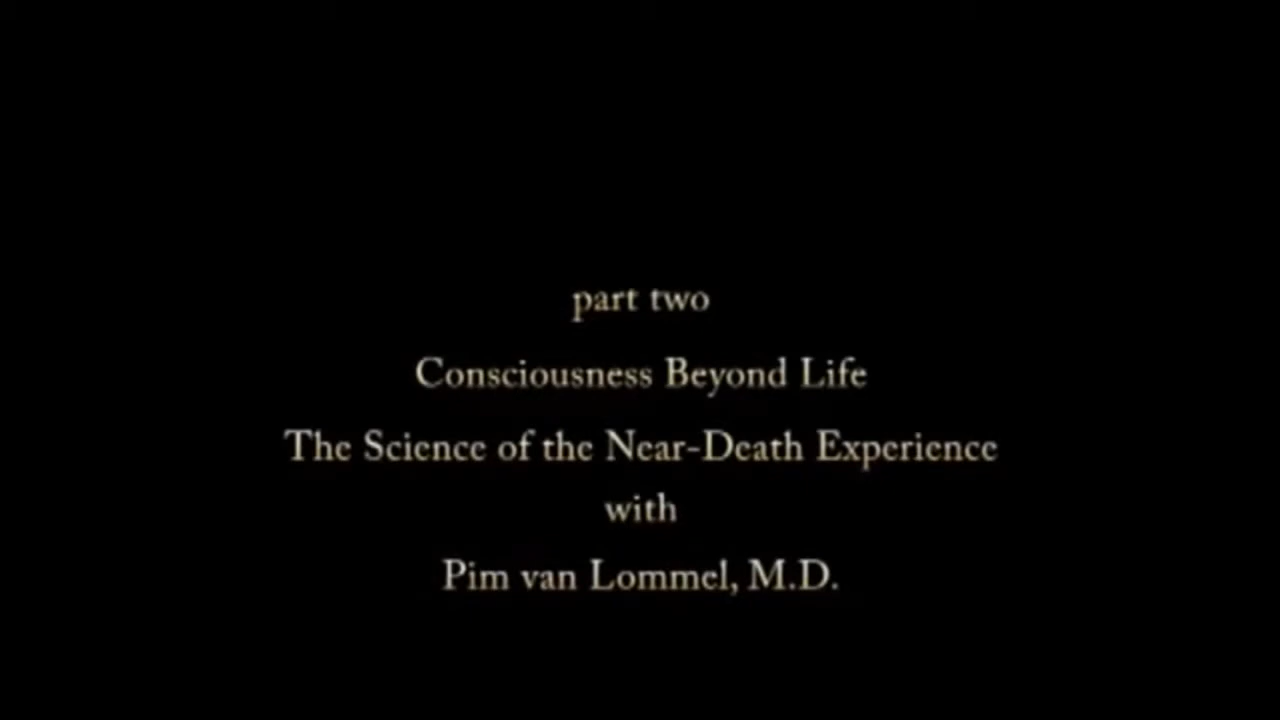 part two
Consciousness Beyond Life
The Science of the Near-Death Experience
with
Pim van Lommel, M.D.